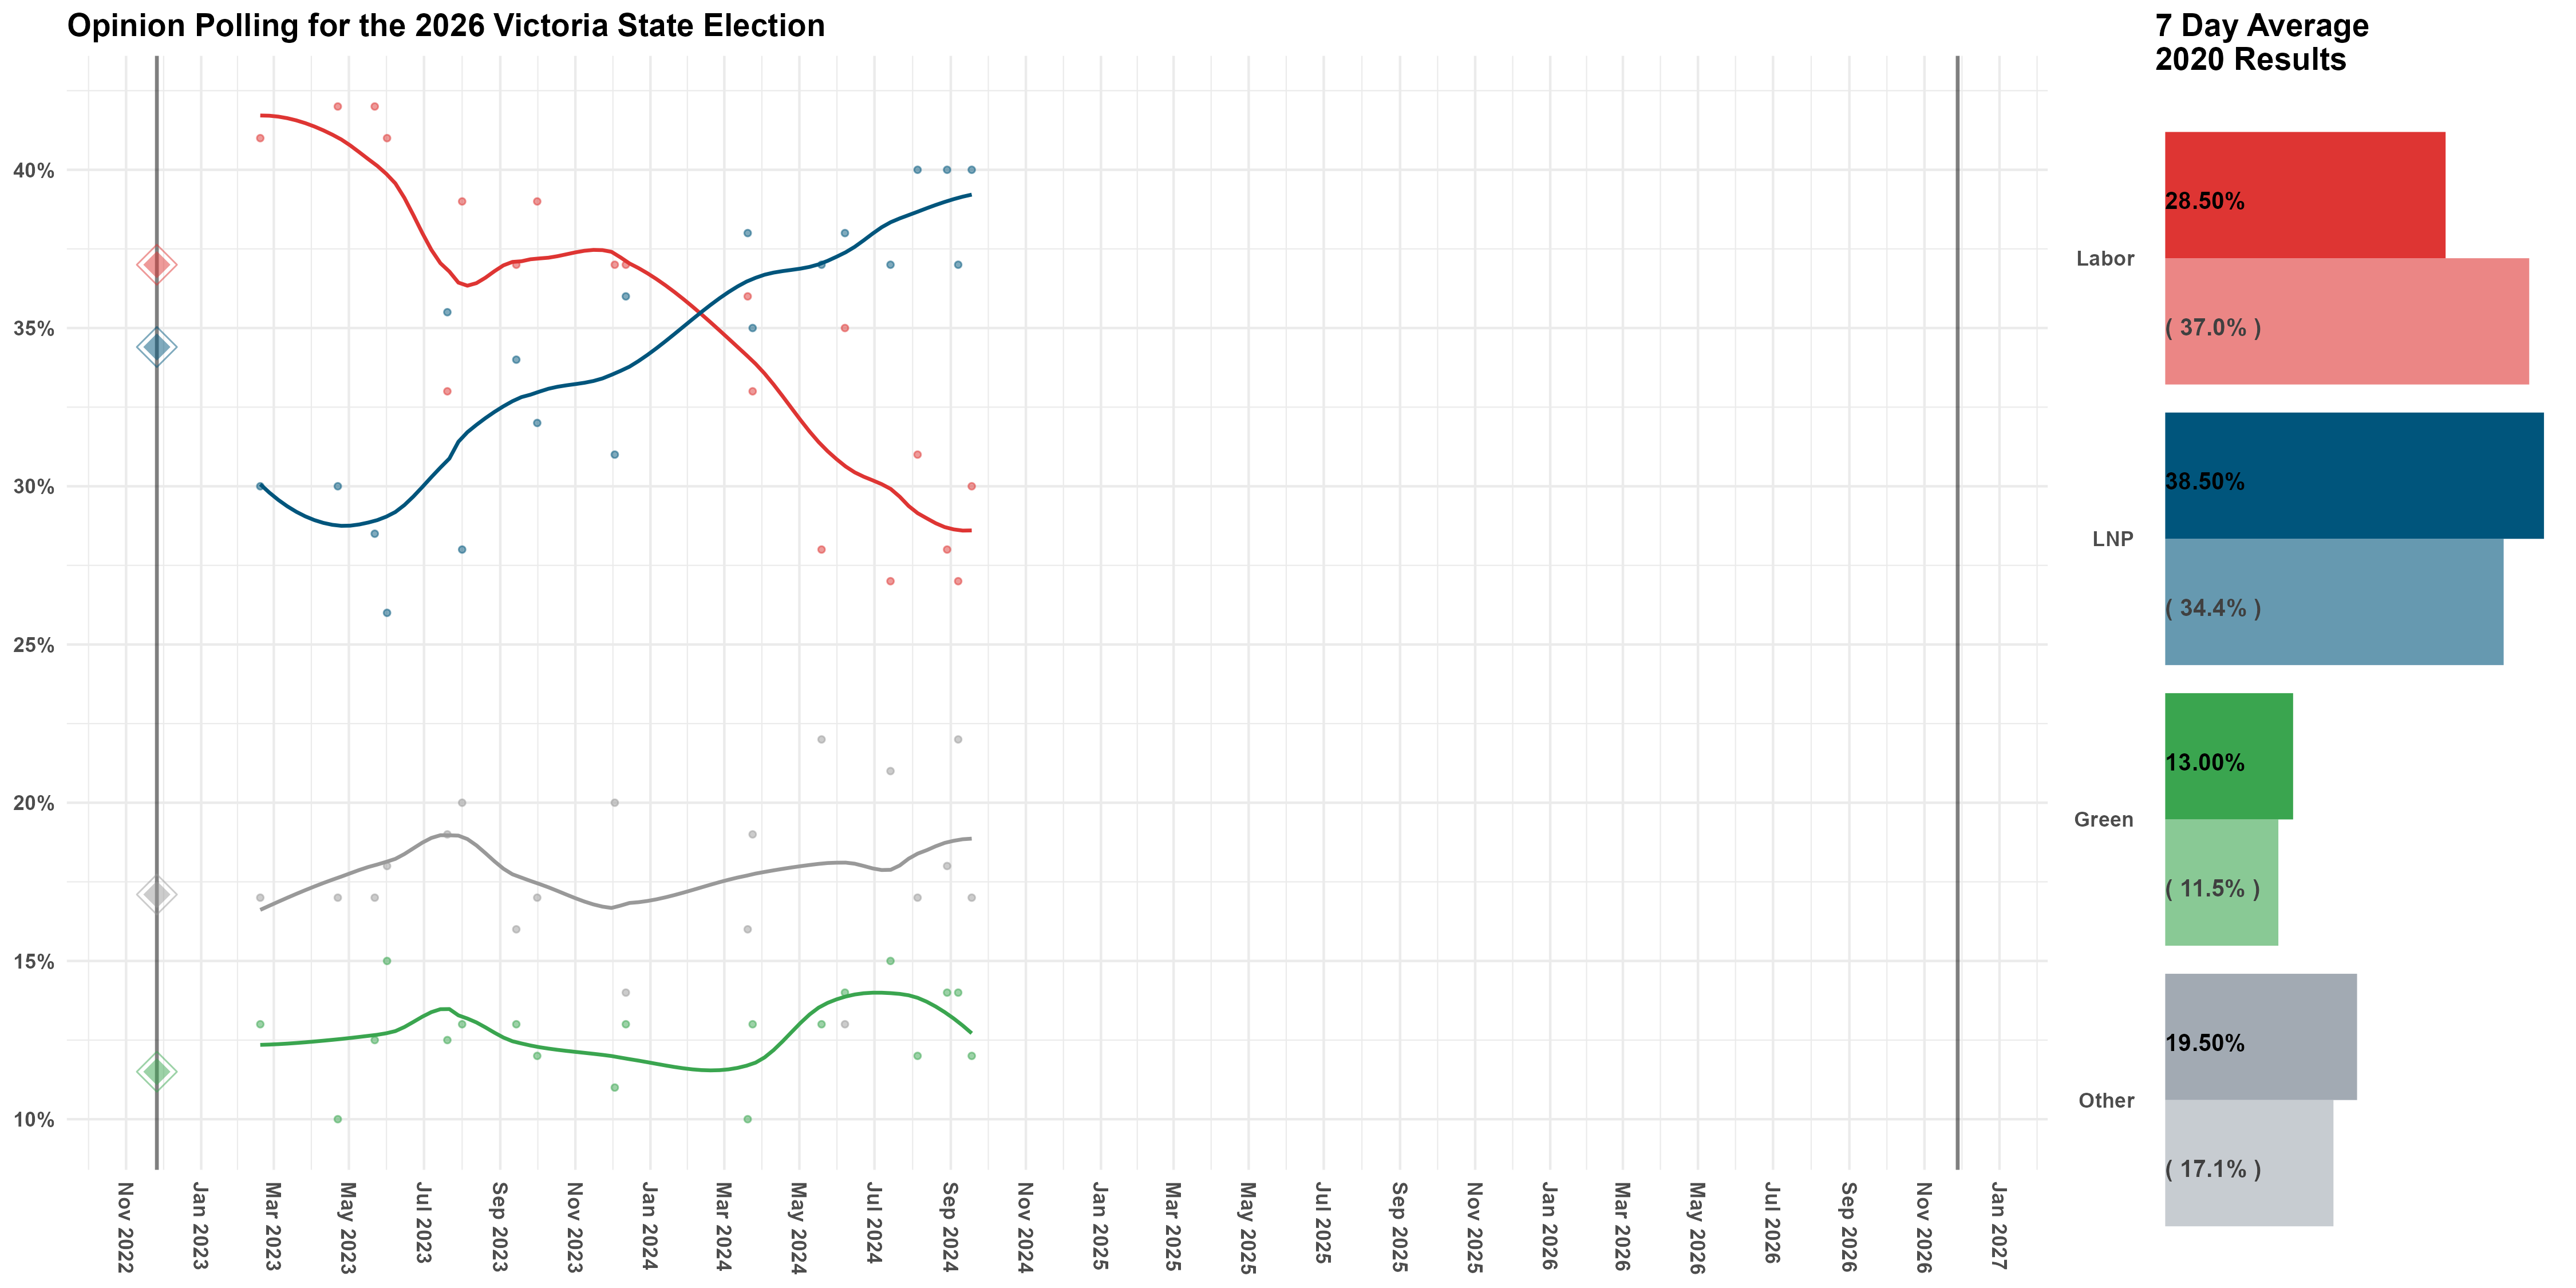 Opinion Polling for the 2026 Victoria State Election
40%
35%
30%
25%
20%
15%
10%
Nov 2022
Jan 2023
Mar 2023
May 2023
Jul 2023
Sep 2023
Nov 2023
Jan 2024
Mar 2024
May 2024
Jul 2024
Sep 2024
Nov 2024
Jan 2025
Mar 2025
May 2025
Jul 2025
Sep 2025
Nov 2025
Jan 2026
Mar 2026
May 2026
Jul 2026
Sep 2026
Nov 2026
Jan 2027
7 Day Average
2020 Results
Labor
28.50%
( 37.0% )
LNP
38.50%
( 34.4% )
Green
13.00%
( 11.5% )
Other
19.50%
( 17.1% )